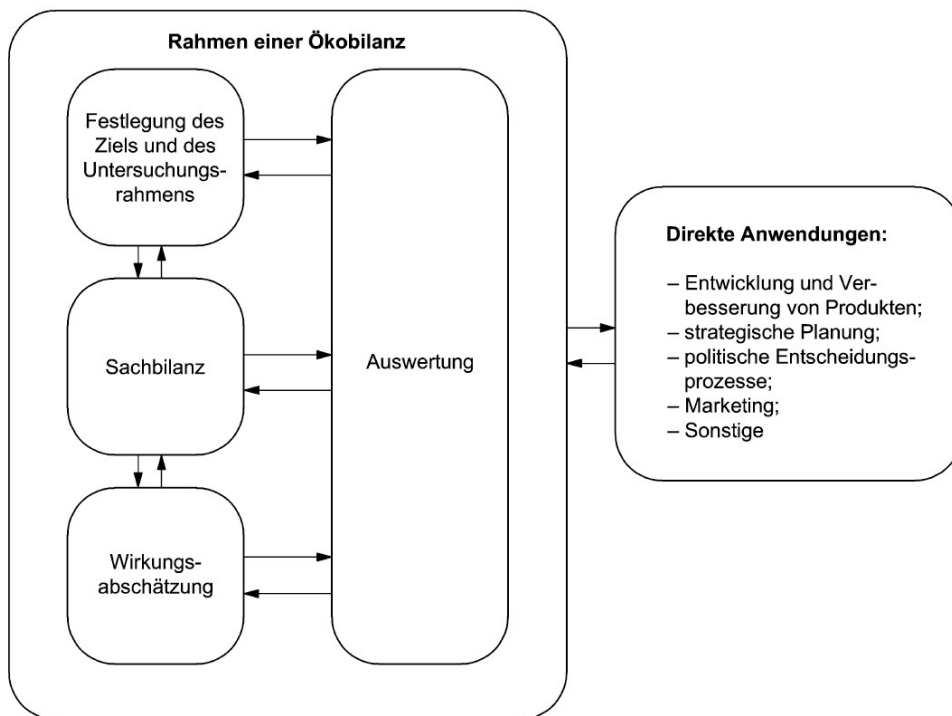 Rahmen einer Ökobilanz
Festlegung des
Ziels und des
Untersuchungs-
rahmens
Sachbilanz
Wirkungs-
abschätzung
Auswertung
Direkte Anwendungen:
– Entwicklung und Ver-
besserung von Produkten;
– strategische Planung;
– politische Entscheidungs-
prozesse;
– Marketing;
– Sonstige